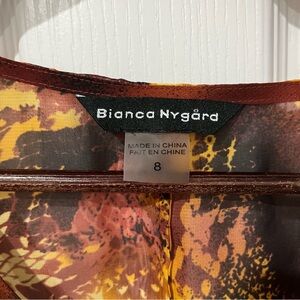 Bianca Nygård
MADE IN CHINA
FAIT EN CHINE
8